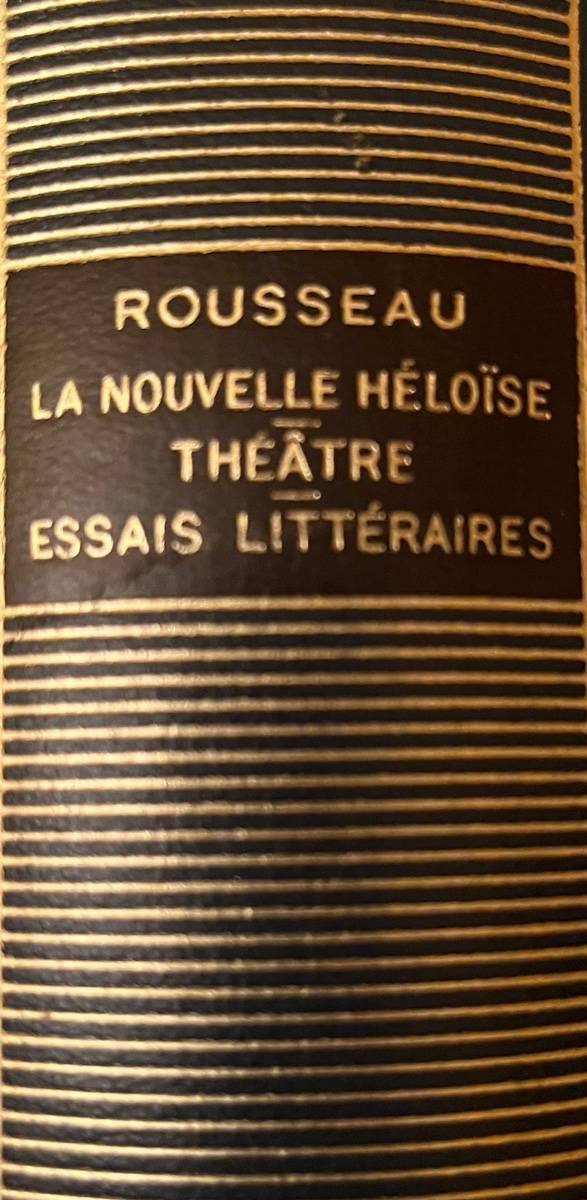 ROUSSEAU
LA NOUVELLE HÉLOÏSE
THÉÂTRE
ESSAIS LITTÉRAIRES